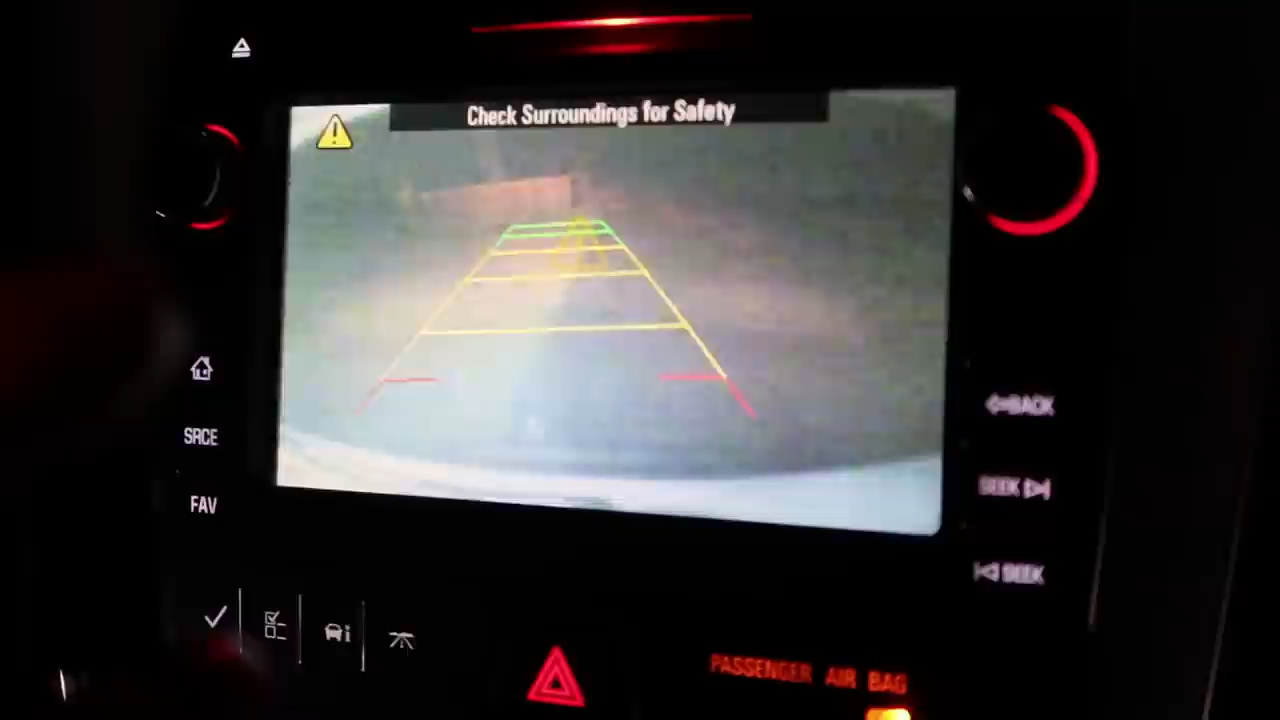 Check Surroundings for Safety
SRCE
FAV
BACK
SEEK
SEEK
PASSENGER AIR BAG